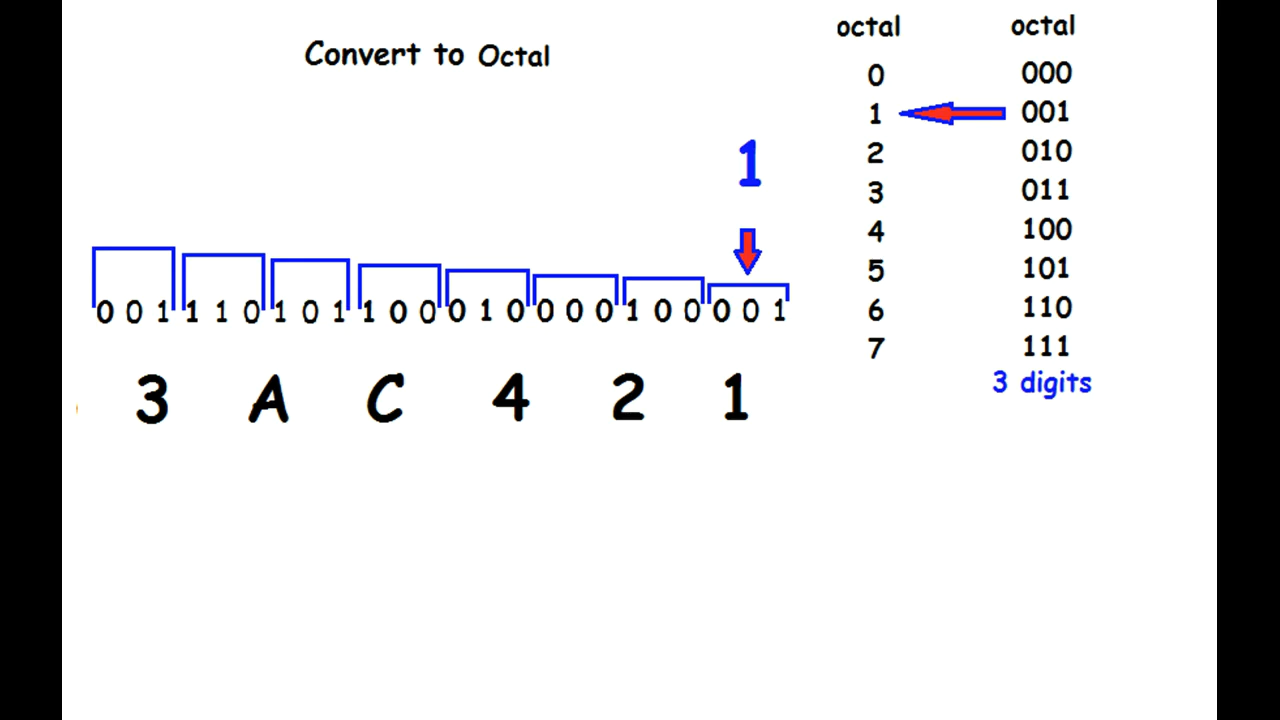 Convert to Octal
octal octal
0 000
1 001
2 010
3 011
4 100
5 101
6 110
7 111
3 digits
1
0 0 1 1 1 0 1 0 1 1 0 0 0 1 0 0 0 0 1 0 0 0 0 1
3 A C 4 2 1